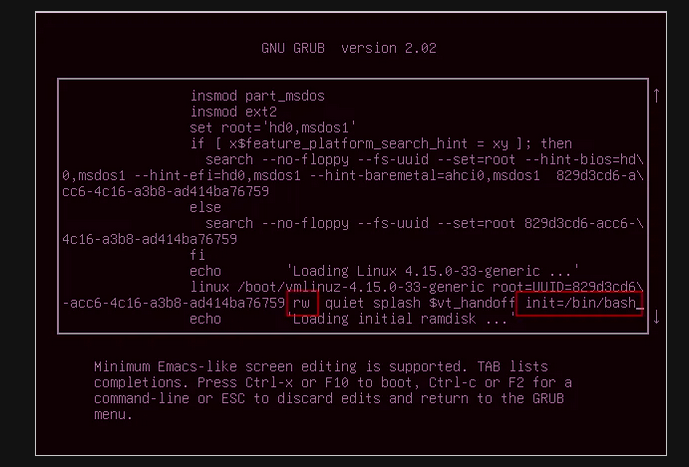 GNU GRUB  version 2.02
insmod part_msdos
insmod ext2
set root='hd0,msdos1'
if [ x$feature_platform_search_hint = xy ]; then
search --no-floppy --fs-uuid --set=root --hint-bios=hd\
0,msdos1 --hint-efi=hd0,msdos1 --hint-baremetal=ahci0,msdos1  829d3cd6-a\
cc6-4c16-a3b8-ad414ba76759
else
search --no-floppy --fs-uuid --set=root 829d3cd6-acc6-\
4c16-a3b8-ad414ba76759
fi
echo        'Loading Linux 4.15.0-33-generic ...'
linux /boot/vmlinuz-4.15.0-33-generic root=UUID=829d3cd6\
-acc6-4c16-a3b8-ad414ba76759 rw  quiet splash $vt_handoff init=/bin/bash_
echo        'Loading initial ramdisk ...'
Minimum Emacs-like screen editing is supported. TAB lists
completions. Press Ctrl-x or F10 to boot, Ctrl-c or F2 for a
command-line or ESC to discard edits and return to the GRUB
menu.